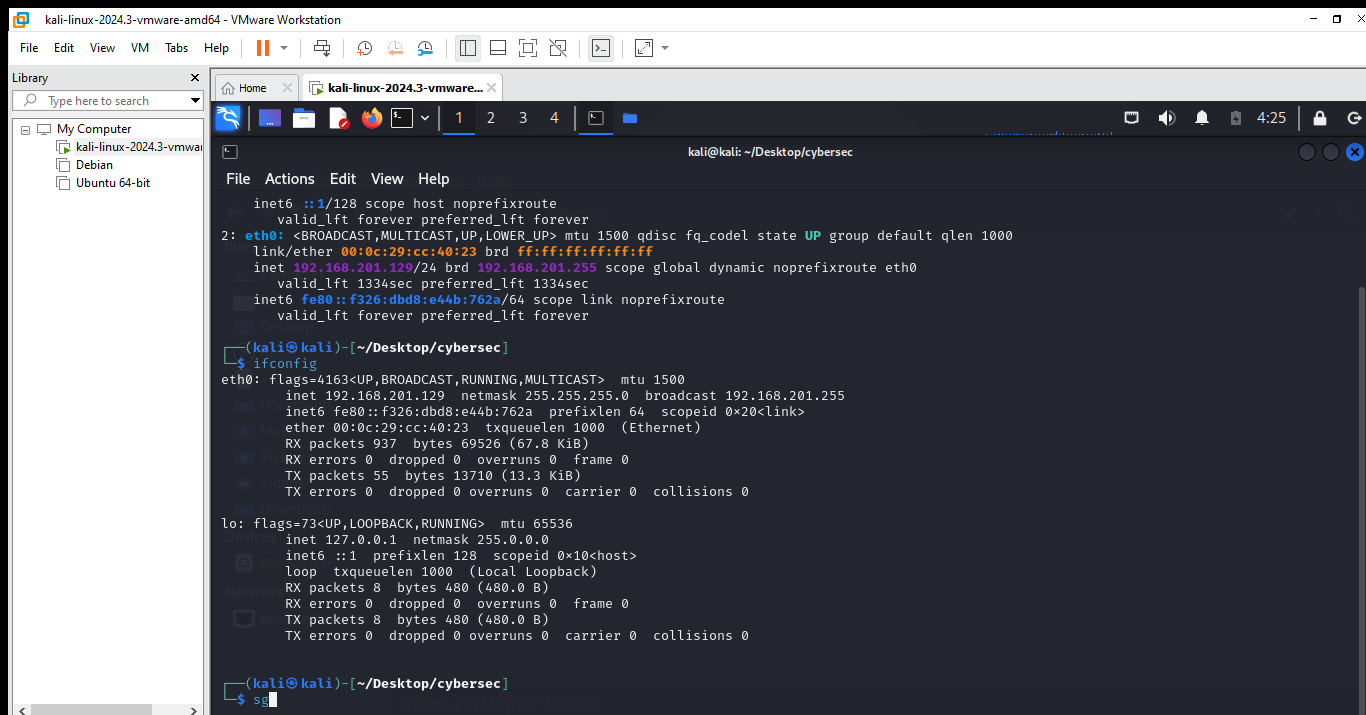 kali-linux-2024.3-vmware-amd64 - VMware Workstation
File Edit View VM Tabs Help
Library
Type here to search
My Computer
kali-linux-2024.3-vmwar
Debian
Ubuntu 64-bit
Home
kali-linux-2024.3-vmware...
1 2 3 4
4:25
kali@kali: ~/Desktop/cybersec
File Actions Edit View Help
inet6 ::1/128 scope host noprefixroute
valid_lft forever preferred_lft forever
2: eth0: <BROADCAST,MULTICAST,UP,LOWER_UP> mtu 1500 qdisc fq_codel state UP group default qlen 1000
link/ether 00:0c:29:cc:40:23 brd ff:ff:ff:ff:ff:ff
inet 192.168.201.129/24 brd 192.168.201.255 scope global dynamic noprefixroute eth0
valid_lft 1334sec preferred_lft 1334sec
inet6 fe80::f326:dbd8:e44b:762a/64 scope link noprefixroute
valid_lft forever preferred_lft forever
┌──(kali㉿kali)-[~/Desktop/cybersec]
└─$ ifconfig
eth0: flags=4163<UP,BROADCAST,RUNNING,MULTICAST>  mtu 1500
inet 192.168.201.129  netmask 255.255.255.0  broadcast 192.168.201.255
inet6 fe80::f326:dbd8:e44b:762a  prefixlen 64  scopeid 0×20<link>
ether 00:0c:29:cc:40:23  txqueuelen 1000  (Ethernet)
RX packets 937  bytes 69526 (67.8 KiB)
RX errors 0  dropped 0  overruns 0  frame 0
TX packets 55  bytes 13710 (13.3 KiB)
TX errors 0  dropped 0 overruns 0  carrier 0  collisions 0
lo: flags=73<UP,LOOPBACK,RUNNING>  mtu 65536
inet 127.0.0.1  netmask 255.0.0.0
inet6 ::1  prefixlen 128  scopeid 0×10<host>
loop  txqueuelen 1000  (Local Loopback)
RX packets 8  bytes 480 (480.0 B)
RX errors 0  dropped 0  overruns 0  frame 0
TX packets 8  bytes 480 (480.0 B)
TX errors 0  dropped 0 overruns 0  carrier 0  collisions 0
┌──(kali㉿kali)-[~/Desktop/cybersec]
└─$ sg
Desktop
Downloads
Devices